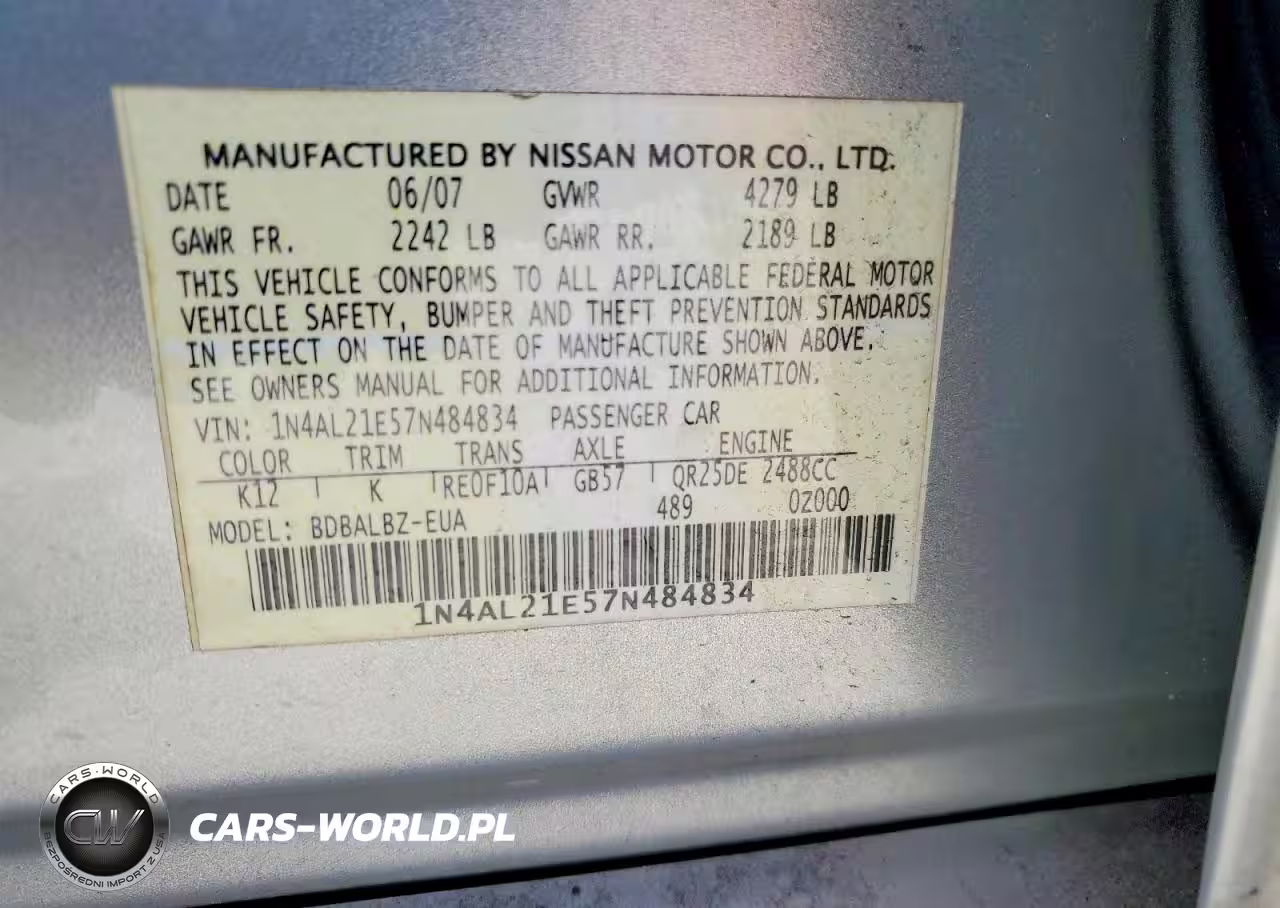 MANUFACTURED BY NISSAN MOTOR CO., LTD.
DATE 06/07 GVWR 4279 LB
GAWR FR. 2242 LB GAWR RR. 2189 LB
THIS VEHICLE CONFORMS TO ALL APPLICABLE FEDERAL MOTOR
VEHICLE SAFETY, BUMPER AND THEFT PREVENTION STANDARDS
IN EFFECT ON THE DATE OF MANUFACTURE SHOWN ABOVE.
SEE OWNERS MANUAL FOR ADDITIONAL INFORMATION.
VIN: 1N4AL21E57N484834 PASSENGER CAR
COLOR TRIM TRANS AXLE ENGINE
K12 K RE0F10A GB57 QR25DE 2488CC
MODEL: BDBALBZ-EUA 489 0Z000
1N4AL21E57N484834
CARS-WORLD
CW
BEZPOŚREDNI IMPORT Z USA
CARS-WORLD.PL